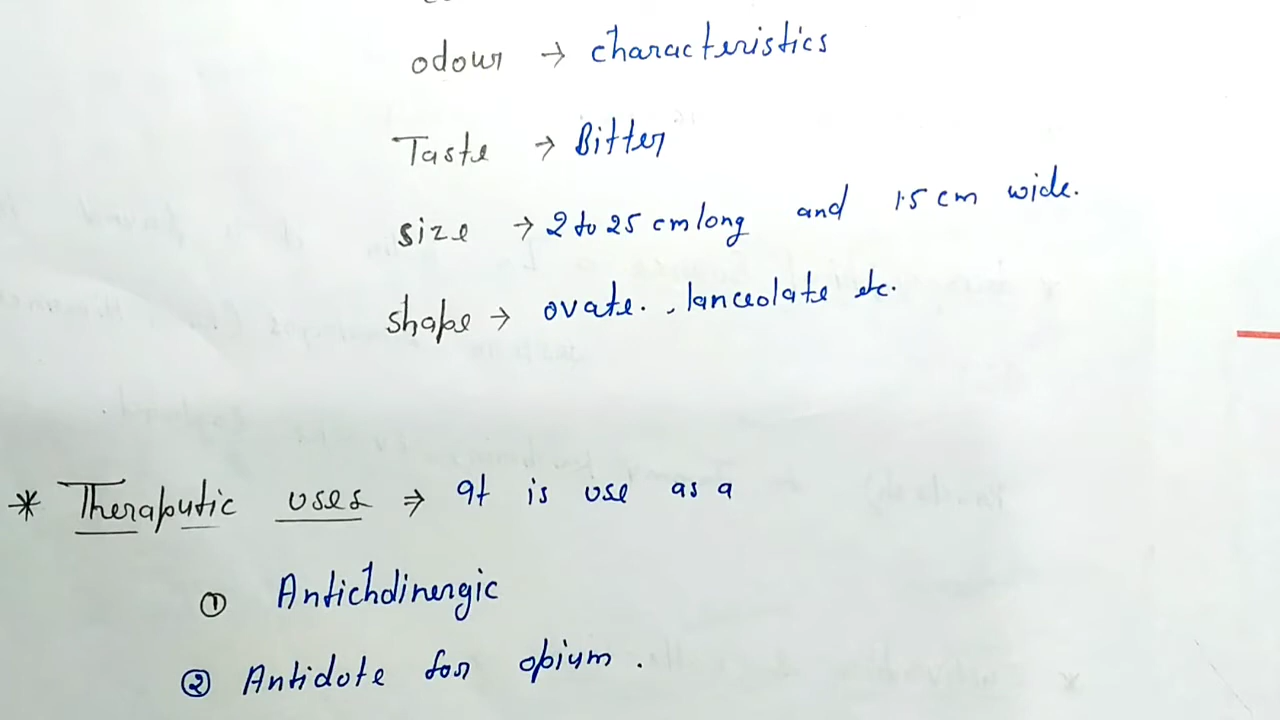 odour → characteristics
Taste → Bitter
size → 2 to 25 cm long and 1.5 cm wide.
shape → ovate. , lanceolate etc.
* Theraputic uses ⇒ It is use as a
① Anticholinergic
② Antidote for opium .